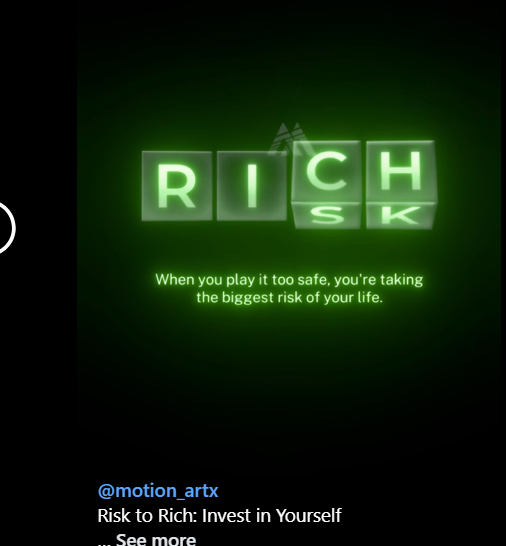 RICH
SK
When you play it too safe, you're taking
the biggest risk of your life.
@motion_artx
Risk to Rich: Invest in Yourself
... See more